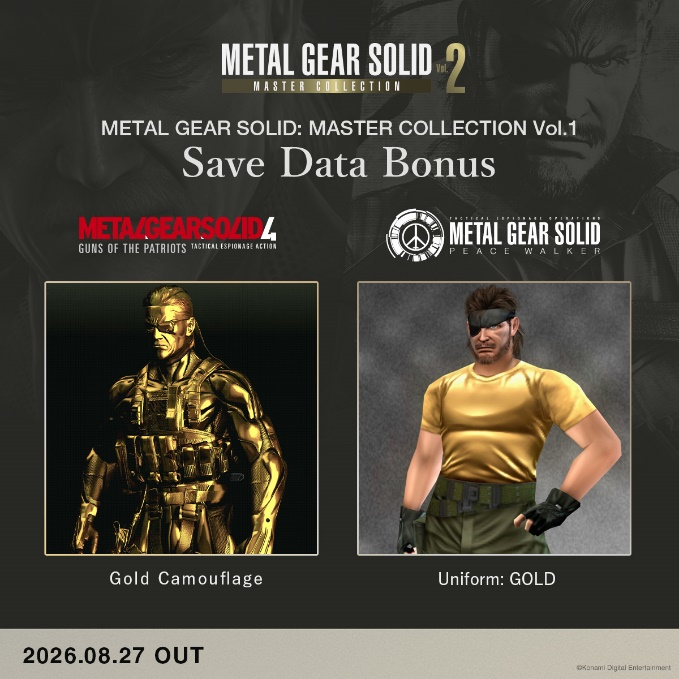 METAL GEAR SOLID Vol.2
MASTER COLLECTION
METAL GEAR SOLID: MASTER COLLECTION Vol.1
Save Data Bonus
METAL GEAR SOLID 4
GUNS OF THE PATRIOTS TACTICAL ESPIONAGE ACTION
TACTICAL ESPIONAGE OPERATIONS
METAL GEAR SOLID
PEACE WALKER
Gold Camouflage
Uniform: GOLD
2026.08.27 OUT
©Konami Digital Entertainment